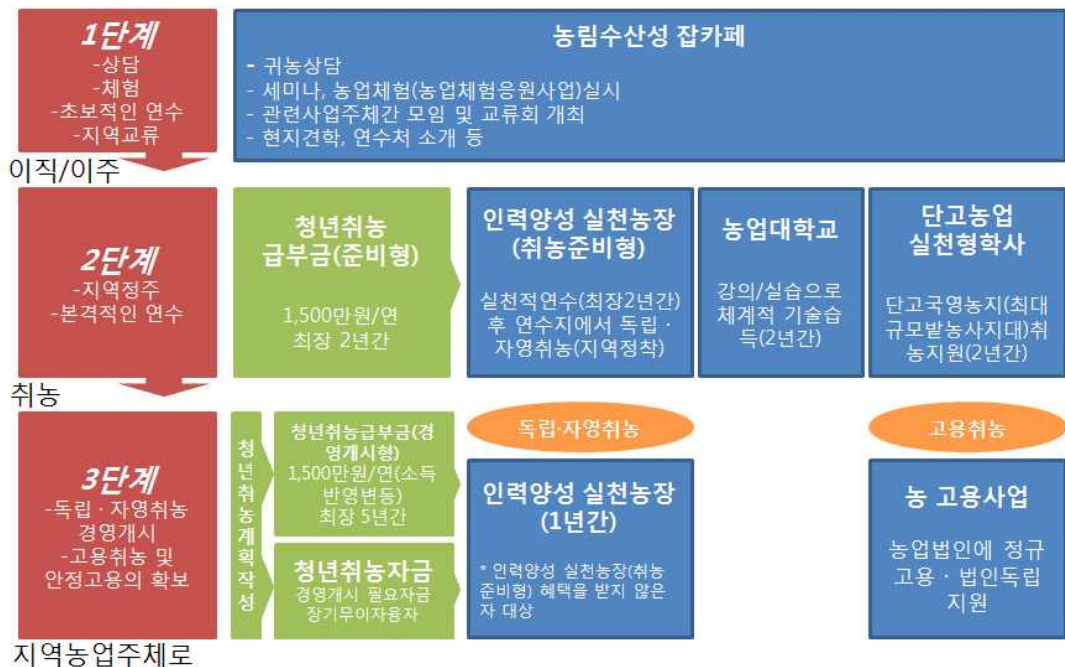 1단계
-상담
-체험
-초보적인 연수
-지역교류
농림수산성 잡카페
- 귀농상담
- 세미나, 농업체험(농업체험응원사업)실시
- 관련사업주체간 모임 및 교류회 개최
- 현지견학, 연수처 소개 등
이직/이주
2단계
-지역정주
-본격적인 연수
청년취농
급부금(준비형)
1,500만원/연
최장 2년간
인력양성 실천농장
(취농준비형)
실천적연수(최장2년간)
후 연수지에서 독립·
자영취농(지역정착)
농업대학교
강의/실습으로
체계적 기술습
득(2년간)
단고농업
실천형학사
단고국영농지(최대
규모밭농사지대)취
농지원(2년간)
취농
3단계
-독립·자영취농
경영개시
-고용취농 및
안정고용의 확보
청년취농계획작성
청년취농급부금(경
영개시형)
1,500만원/연(소득
반영변동)
최장 5년간
청년취농자금
경영개시 필요자금
장기무이자융자
독립·자영취농
인력양성 실천농장
(1년간)
* 인력양성 실천농장(취농
준비형) 혜택을 받지 않은
자 대상
고용취농
농 고용사업
농업법인에 정규
고용·법인독립
지원
지역농업주체로